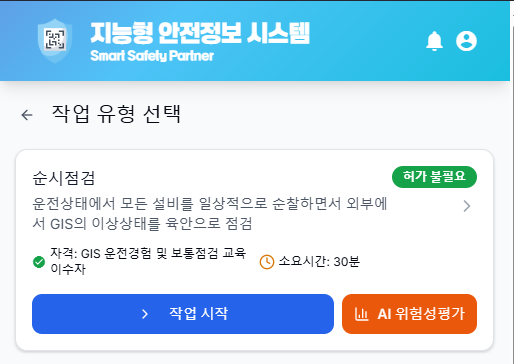 지능형 안전정보 시스템
Smart Safety Partner
작업 유형 선택
순시점검
허가 불필요
운전상태에서 모든 설비를 일상적으로 순찰하면서 외부에
서 GIS의 이상상태를 육안으로 점검
자격: GIS 운전경험 및 보통점검 교육
이수자
소요시간: 30분
작업 시작
AI 위험성평가